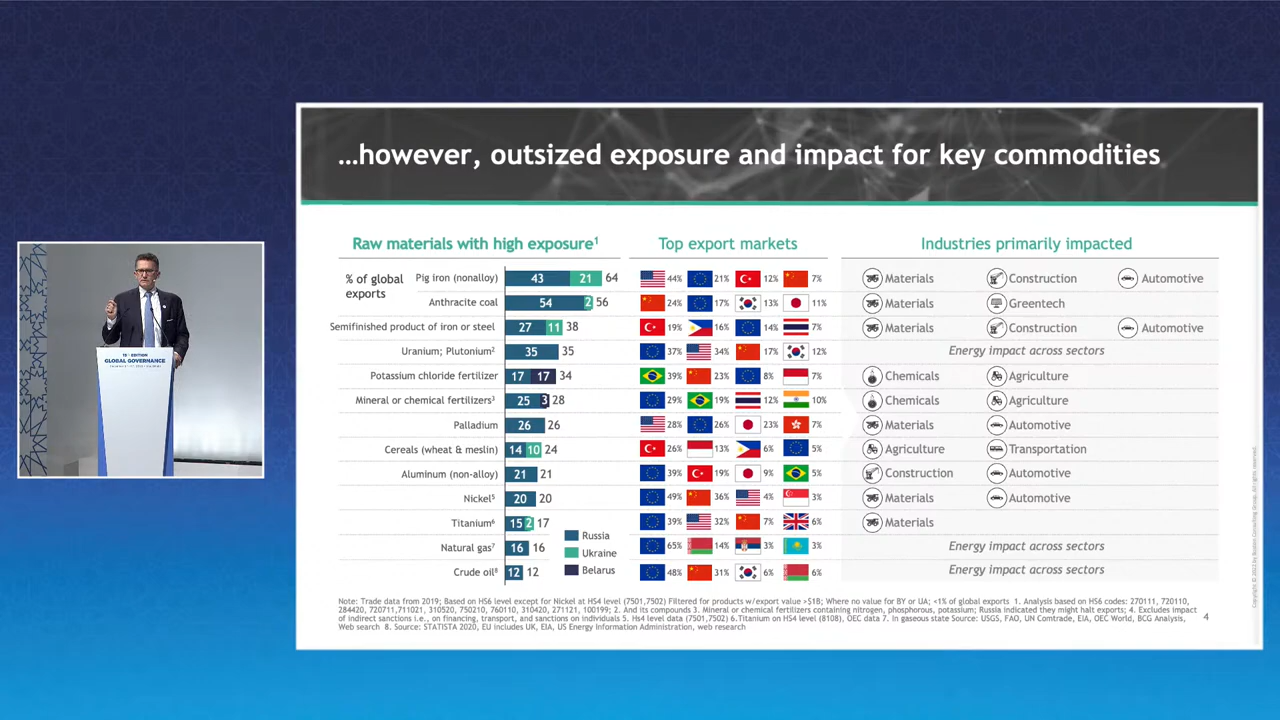 …however, outsized exposure and impact for key commodities
Raw materials with high exposure¹
Top export markets
Industries primarily impacted
% of global
exports
Pig iron (nonalloy) 43 21 64 44% 21% 12% 7% Materials Construction Automotive
Anthracite coal 54 2 56 24% 17% 13% 11% Materials Greentech
Semifinished product of iron or steel 27 11 38 19% 16% 14% 7% Materials Construction Automotive
Uranium; Plutonium² 35 35 37% 34% 17% 12% Energy impact across sectors
Potassium chloride fertilizer 17 17 34 39% 23% 8% 7% Chemicals Agriculture
Mineral or chemical fertilizers³ 25 3 28 29% 19% 12% 10% Chemicals Agriculture
Palladium 26 26 28% 26% 23% 7% Materials Automotive
Cereals (wheat & meslin) 14 10 24 26% 13% 6% 5% Agriculture Transportation
Aluminum (non-alloy) 21 21 39% 19% 9% 5% Construction Automotive
Nickel⁵ 20 20 49% 36% 4% 3% Materials Automotive
Titanium⁶ 15 2 17 39% 32% 7% 6% Materials
Natural gas⁷ 16 16 65% 14% 3% 3% Energy impact across sectors
Crude oil⁸ 12 12 48% 31% 6% 6% Energy impact across sectors
Russia
Ukraine
Belarus
Note: Trade data from 2019; Based on HS6 level except for Nickel at HS4 level (7501,7502) Filtered for products w/export value >$1B; Where no value for BY or UA; <1% of global exports 1. Analysis based on HS6 codes: 270111, 720110,
284420, 720711,711021, 310520, 750210, 760110, 310420, 271121, 100199; 2. And its compounds 3. Mineral or chemical fertilizers containing nitrogen, phosphorous, potassium; Russia indicated they might halt exports; 4. Excludes impact
of indirect sanctions i.e., on financing, transport, and sanctions on individuals 5. Hs4 level data (7501,7502) 6.Titanium on HS4 level (8108), OEC data 7. In gaseous state Source: USGS, FAO, UN Comtrade, EIA, OEC World, BCG Analysis,
Web search 8. Source: STATISTA 2020, EU includes UK, EIA, US Energy Information Administration, web research
4
Copyright © 2022 by Boston Consulting Group. All rights reserved.
13th EDITION
GLOBAL GOVERNANCE